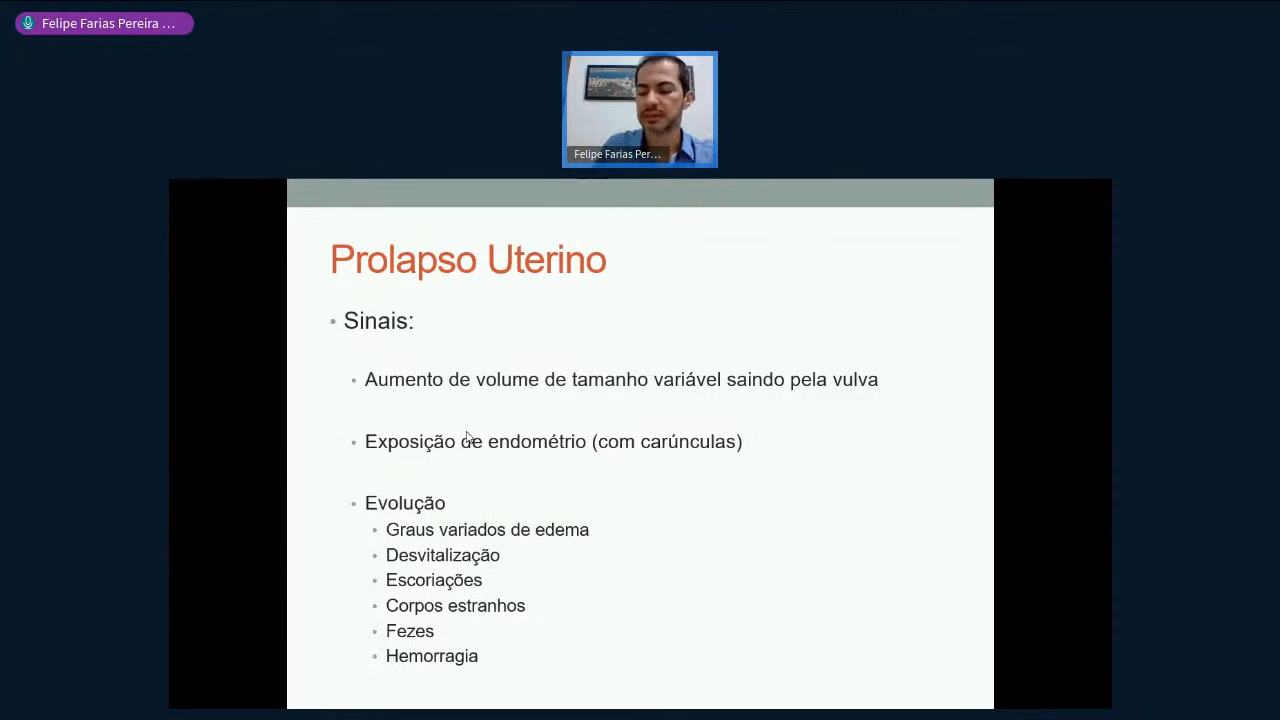 Felipe Farias Pereira ...
Felipe Farias Per...
Prolapso Uterino
• Sinais:
• Aumento de volume de tamanho variável saindo pela vulva
• Exposição de endométrio (com carúnculas)
• Evolução
• Graus variados de edema
• Desvitalização
• Escoriações
• Corpos estranhos
• Fezes
• Hemorragia